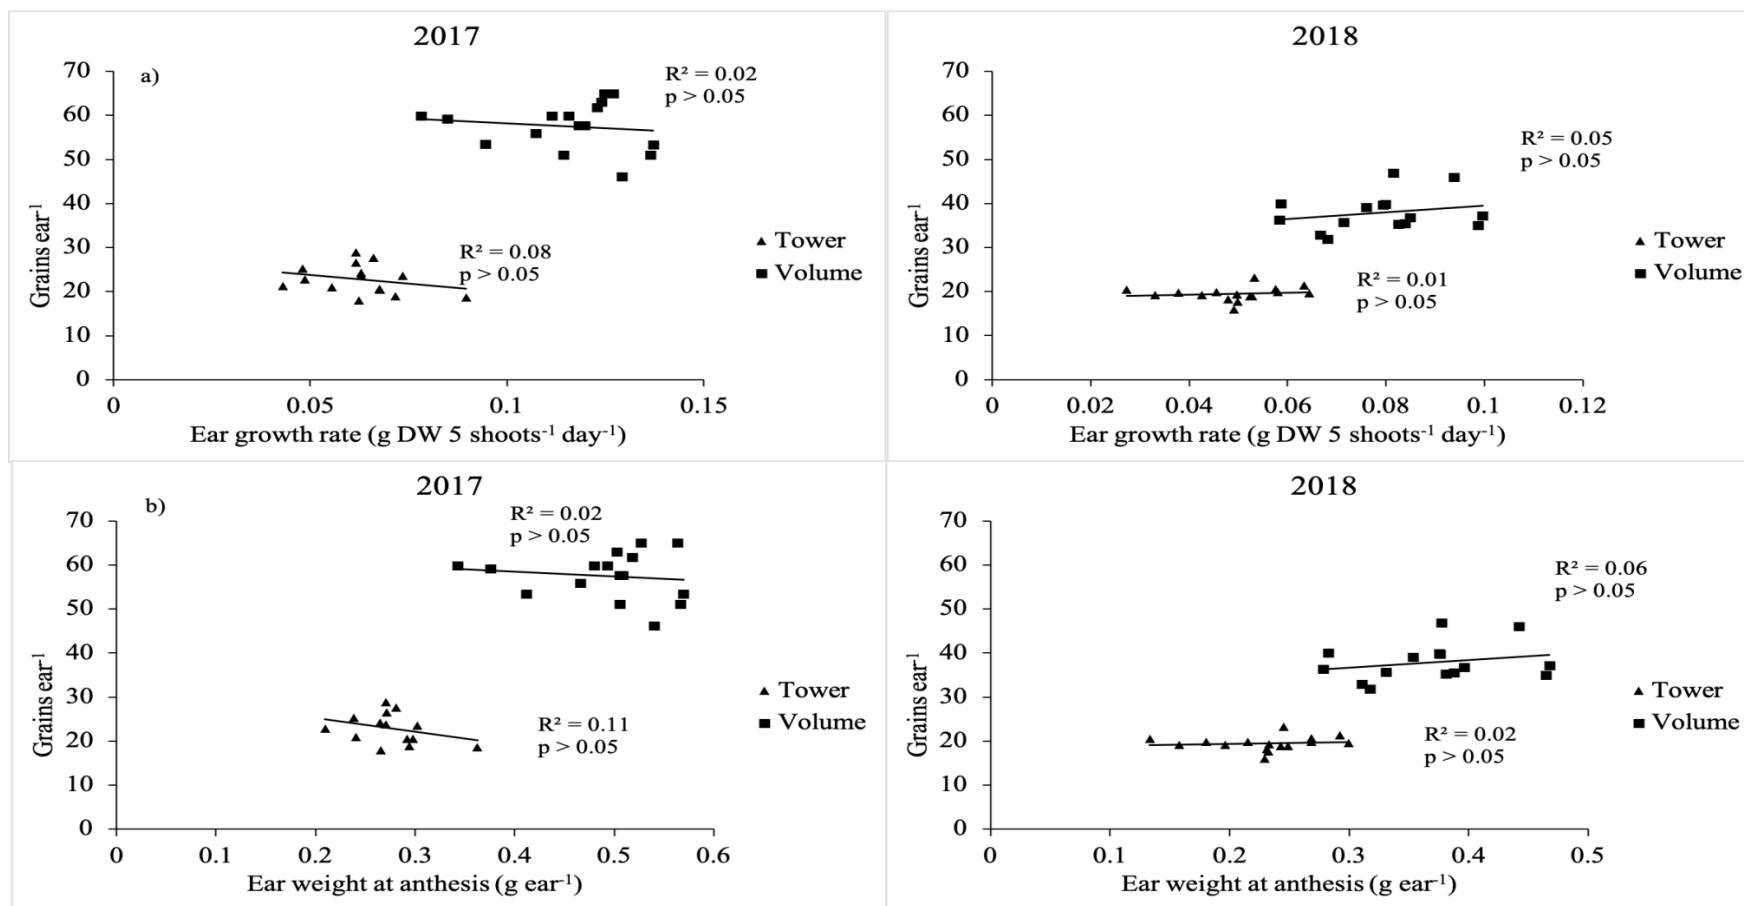 2017
a)
70
60
50
40
30
20
10
0
Grains ear⁻¹
R² = 0.02
p > 0.05
R² = 0.08
p > 0.05
Tower
Volume
0 0.05 0.1 0.15
Ear growth rate (g DW 5 shoots⁻¹ day⁻¹)
2018
70
60
50
40
30
20
10
0
Grains ear⁻¹
R² = 0.05
p > 0.05
R² = 0.01
p > 0.05
Tower
Volume
0 0.02 0.04 0.06 0.08 0.1 0.12
Ear growth rate (g DW 5 shoots⁻¹ day⁻¹)
2017
b)
70
60
50
40
30
20
10
0
Grains ear⁻¹
R² = 0.02
p > 0.05
R² = 0.11
p > 0.05
Tower
Volume
0 0.1 0.2 0.3 0.4 0.5 0.6
Ear weight at anthesis (g ear⁻¹)
2018
70
60
50
40
30
20
10
0
Grains ear⁻¹
R² = 0.06
p > 0.05
R² = 0.02
p > 0.05
Tower
Volume
0 0.1 0.2 0.3 0.4 0.5
Ear weight at anthesis (g ear⁻¹)